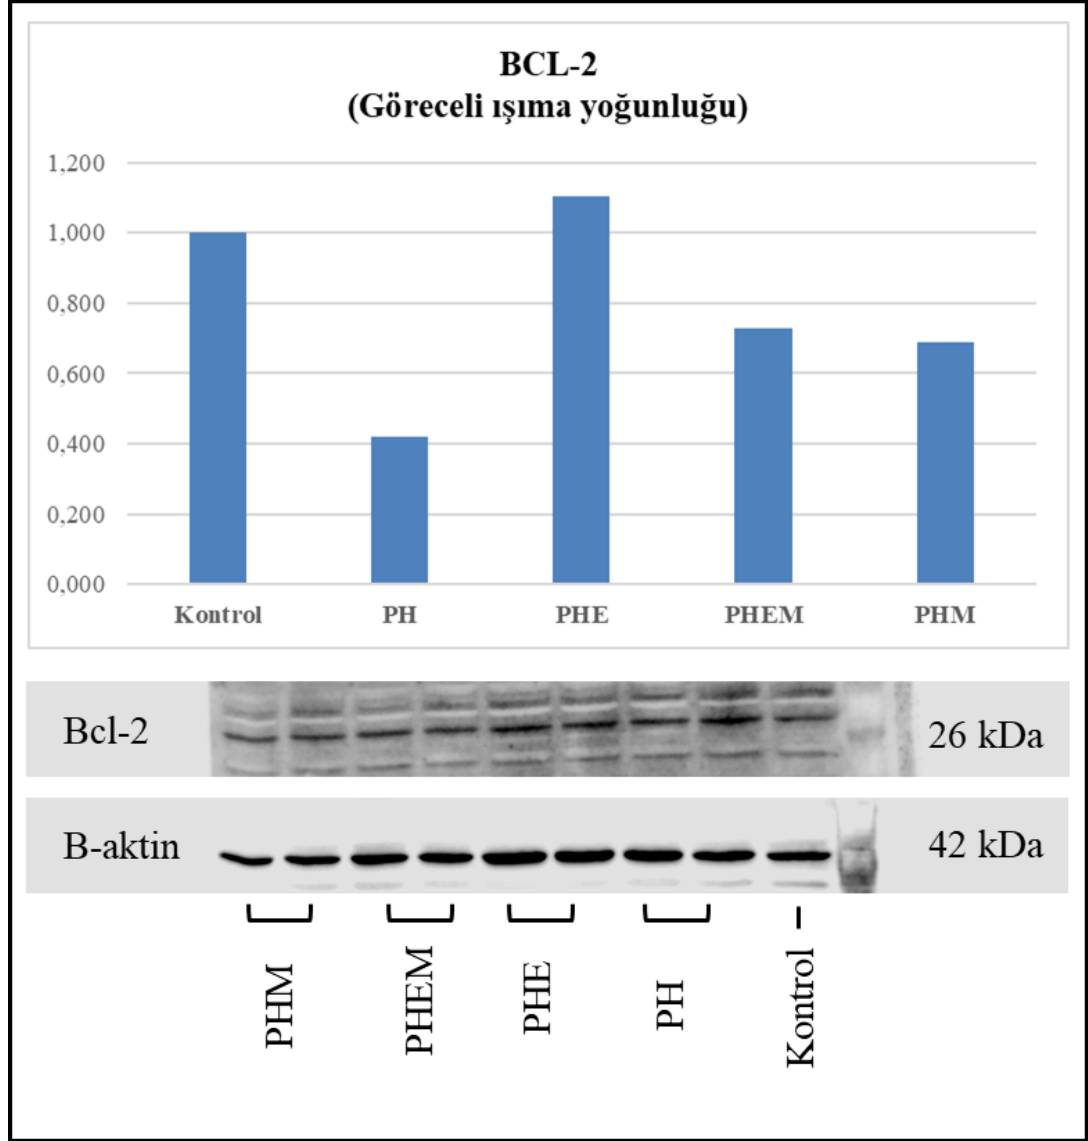 BCL-2
(Göreceli ışıma yoğunluğu)
1,200
1,000
0,800
0,600
0,400
0,200
0,000
Kontrol PH PHE PHEM PHM
Bcl-2 26 kDa
B-aktin 42 kDa
PHM PHEM PHE PH Kontrol